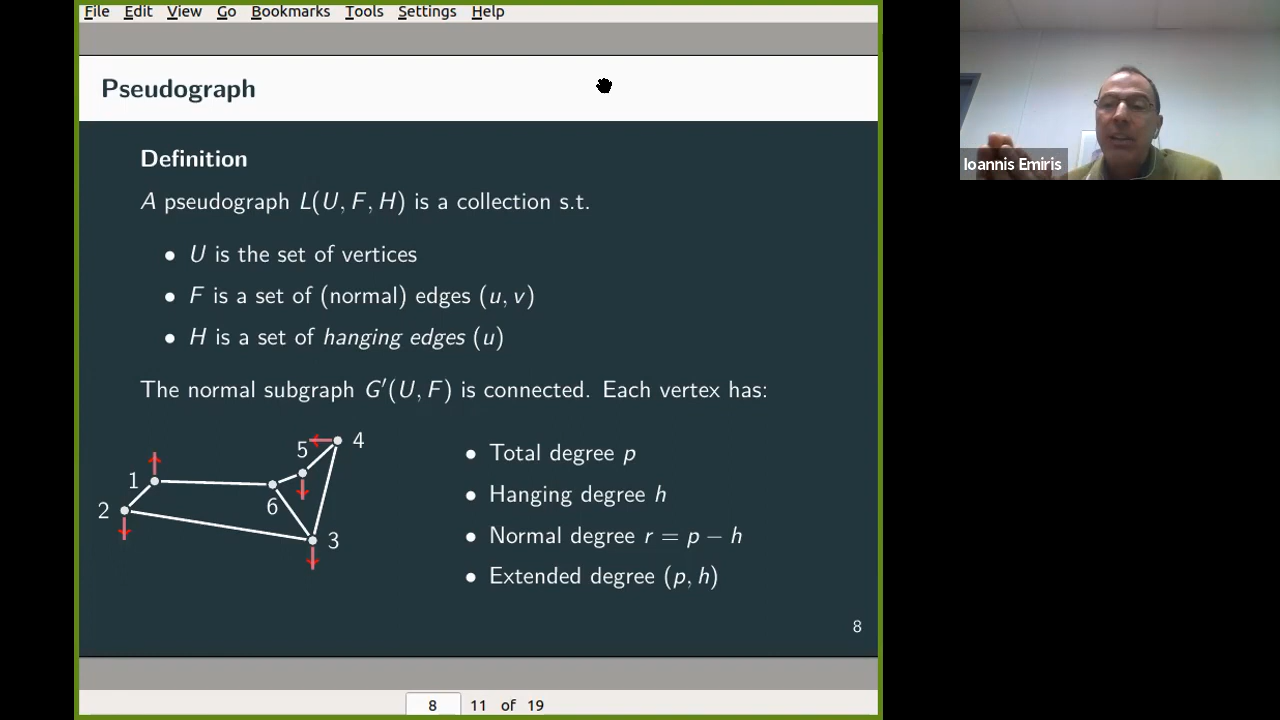 File Edit View Go Bookmarks Tools Settings Help
Pseudograph
Ioannis Emiris
Definition
A pseudograph L(U, F, H) is a collection s.t.
• U is the set of vertices
• F is a set of (normal) edges (u, v)
• H is a set of hanging edges (u)
The normal subgraph G′(U, F) is connected. Each vertex has:
1
2
3
4
5
6
• Total degree p
• Hanging degree h
• Normal degree r = p − h
• Extended degree (p, h)
8
8 11 of 19